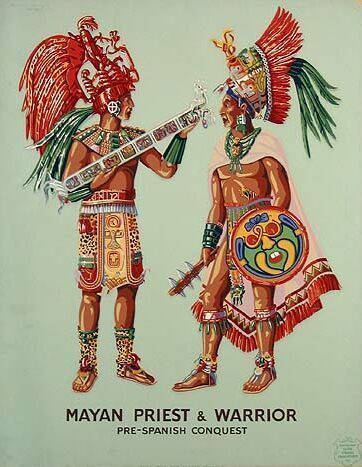 MAYAN PRIEST & WARRIOR
PRE-SPANISH CONQUEST